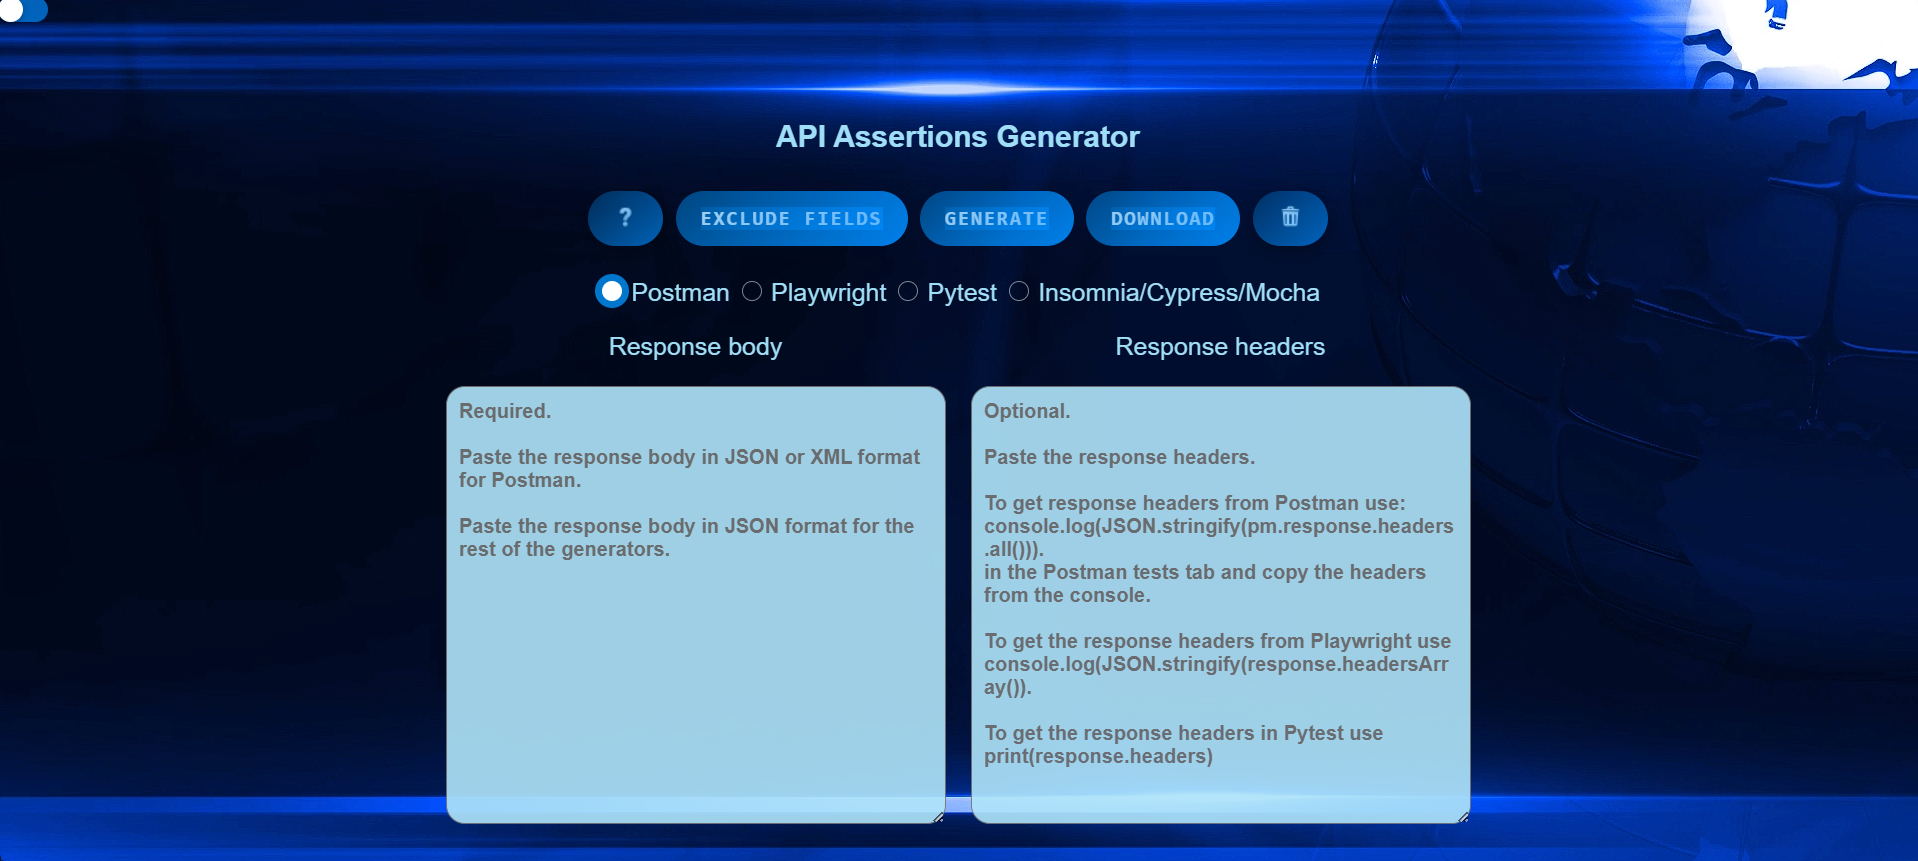 API Assertions Generator
?
EXCLUDE FIELDS
GENERATE
DOWNLOAD
Postman
Playwright
Pytest
Insomnia/Cypress/Mocha
Response body
Response headers
Required.
Paste the response body in JSON or XML format
for Postman.
Paste the response body in JSON format for the
rest of the generators.
Optional.
Paste the response headers.
To get response headers from Postman use:
console.log(JSON.stringify(pm.response.headers
.all())).
in the Postman tests tab and copy the headers
from the console.
To get the response headers from Playwright use
console.log(JSON.stringify(response.headersArr
ay()).
To get the response headers in Pytest use
print(response.headers)